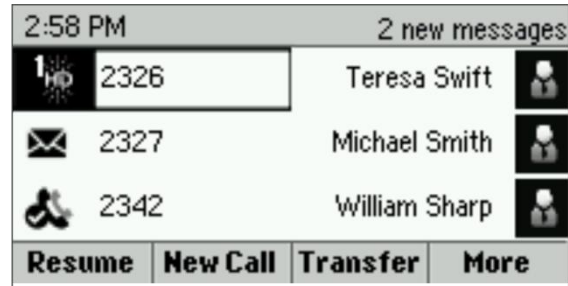 2:58 PM 2 new messages
1 HD 2326 Teresa Swift
2327 Michael Smith
2342 William Sharp
Resume New Call Transfer More